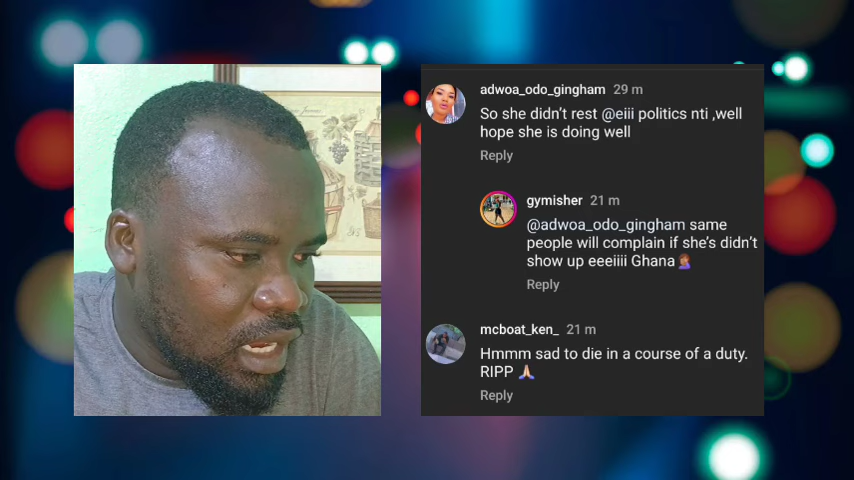 adwoa_odo_gingham 29 m
So she didn't rest @eiii politics nti ,well
hope she is doing well
Reply
gymisher 21 m
@adwoa_odo_gingham same
people will complain if she's didn't
show up eeeiiii Ghana🤦🏾‍♀️
Reply
mcboat_ken_ 21 m
Hmmm sad to die in a course of a duty.
RIPP 🙏🏾
Reply